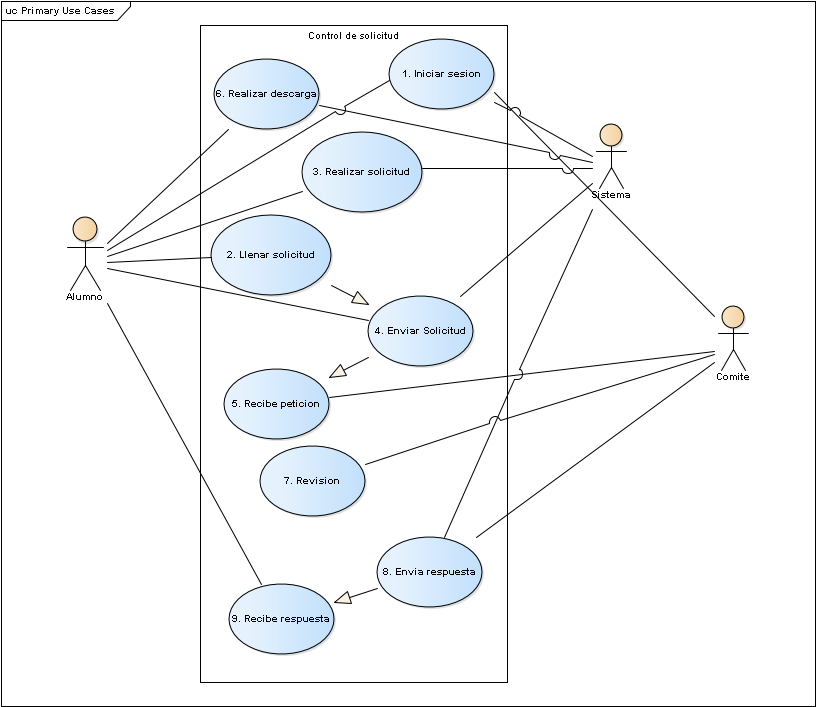 uc Primary Use Cases
Control de solicitud
1. Iniciar sesion
6. Realizar descarga
3. Realizar solicitud
Sistema
2. Llenar solicitud
Alumno
4. Enviar Solicitud
Comite
5. Recibe peticion
7. Revision
8. Envia respuesta
9. Recibe respuesta